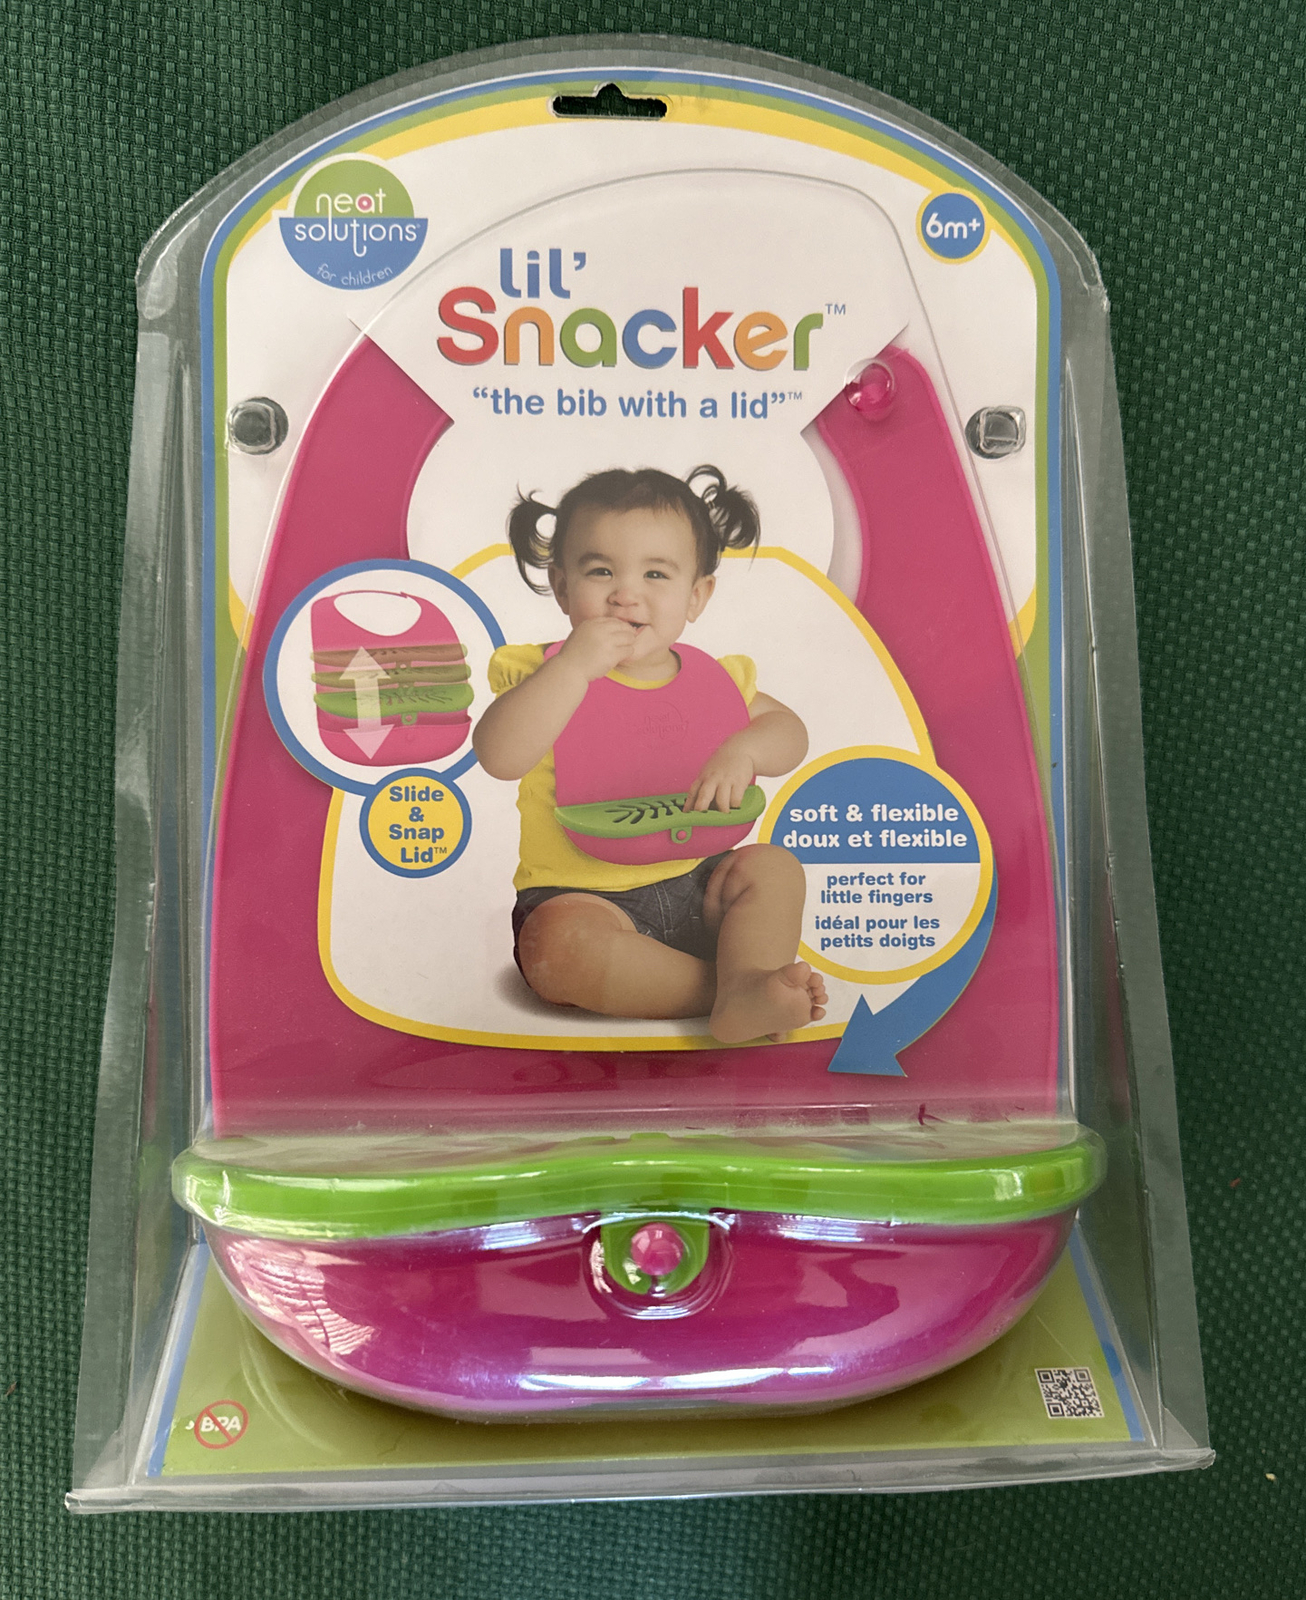 neat
solutions®
for children
6m+
lil'
Snacker™
"the bib with a lid"™
Slide
&
Snap
Lid™
soft & flexible
doux et flexible
perfect for
little fingers
idéal pour les
petits doigts
BPA